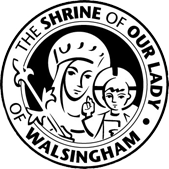 THE SHRINE OF OUR LADY
OF WALSINGHAM